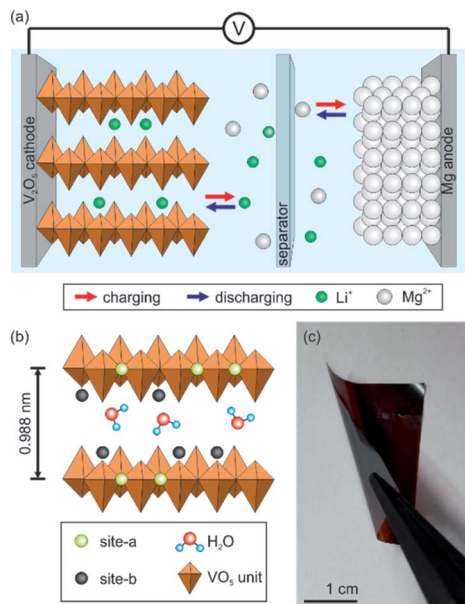 (a)
V
V₂O₅ cathode
separator
Mg anode
charging
discharging
Li⁺
Mg²⁺
(b)
0.988 nm
site-a
H₂O
site-b
VO₅ unit
(c)
1 cm